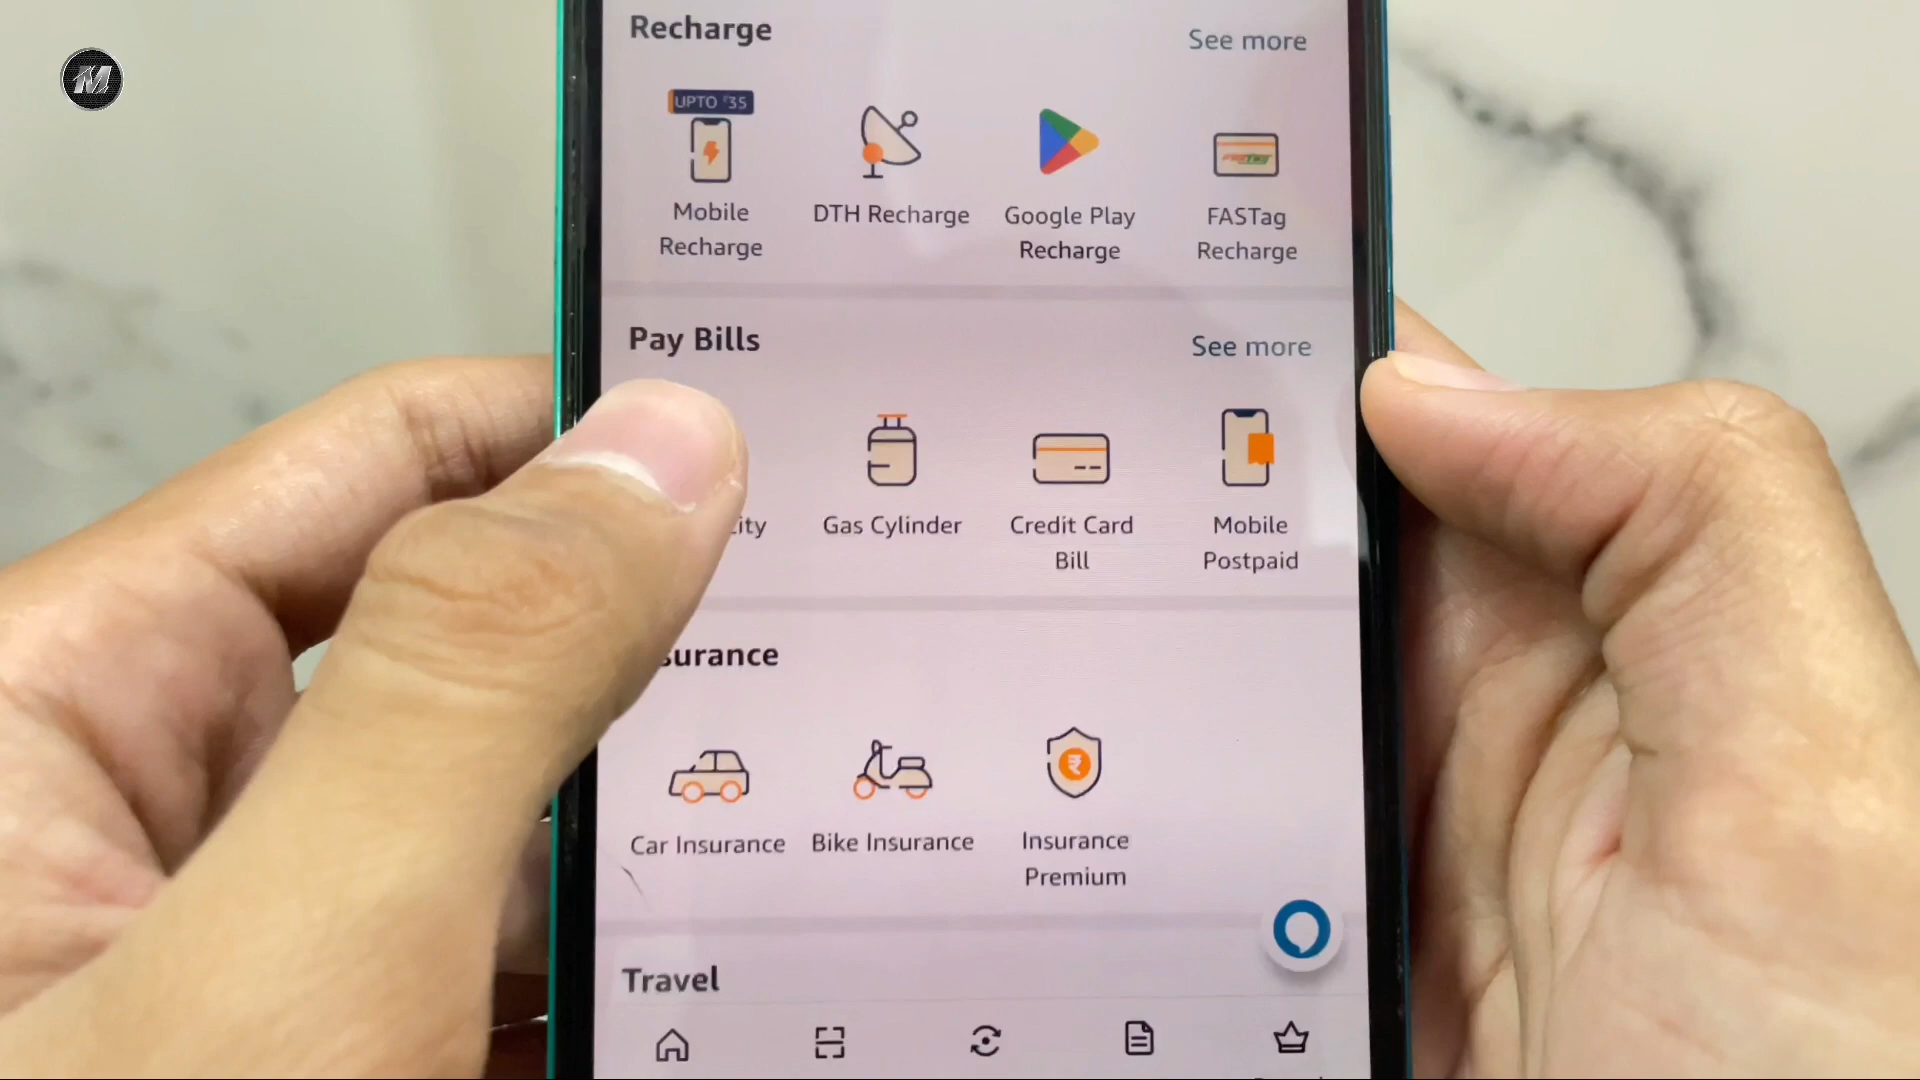 Recharge
See more
UPTO ₹35
Mobile
Recharge
DTH Recharge
Google Play
Recharge
FASTag
Recharge
Pay Bills
See more
Gas Cylinder
Credit Card
Bill
Mobile
Postpaid
surance
Car Insurance
Bike Insurance
Insurance
Premium
Travel